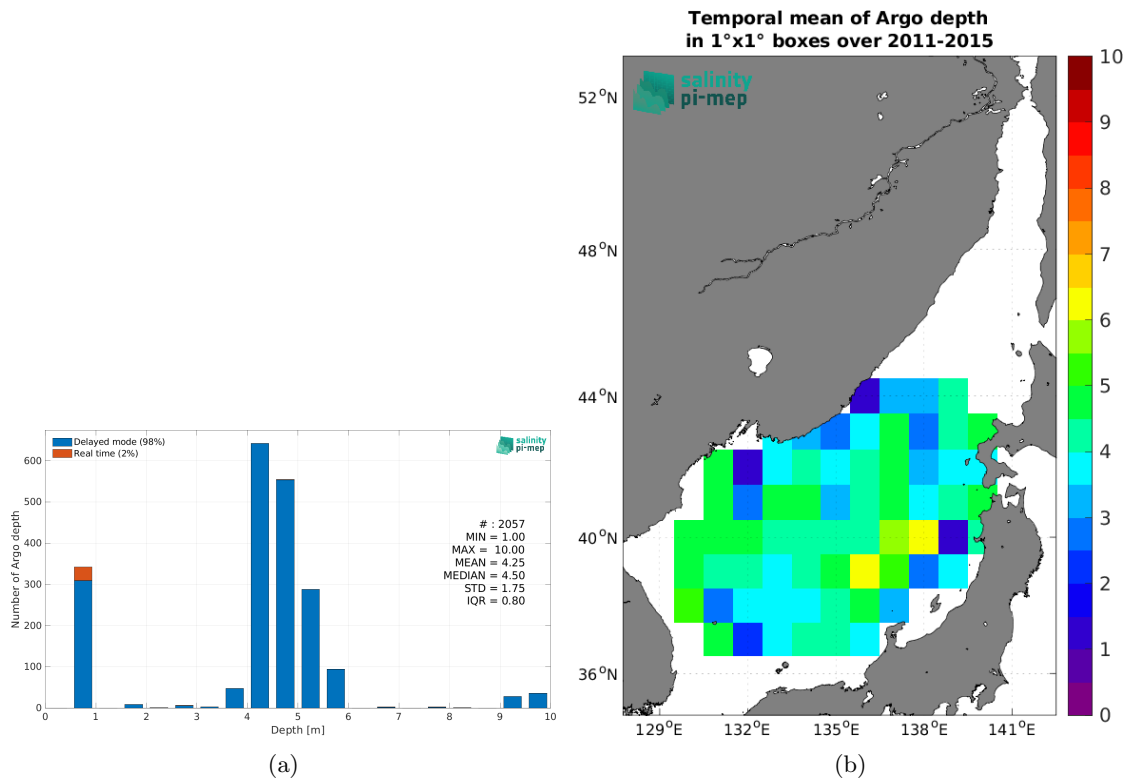 Delayed mode (98%)
Real time (2%)
salinity
pi-mep
# : 2057
MIN = 1.00
MAX = 10.00
MEAN = 4.25
MEDIAN = 4.50
STD = 1.75
IQR = 0.80
Number of Argo depth
600
500
400
300
200
100
0
0 1 2 3 4 5 6 7 8 9 10
Depth [m]
(a)
Temporal mean of Argo depth
in 1°x1° boxes over 2011-2015
salinity
pi-mep
52°N
48°N
44°N
40°N
36°N
129°E 132°E 135°E 138°E 141°E
10
9
8
7
6
5
4
3
2
1
0
(b)